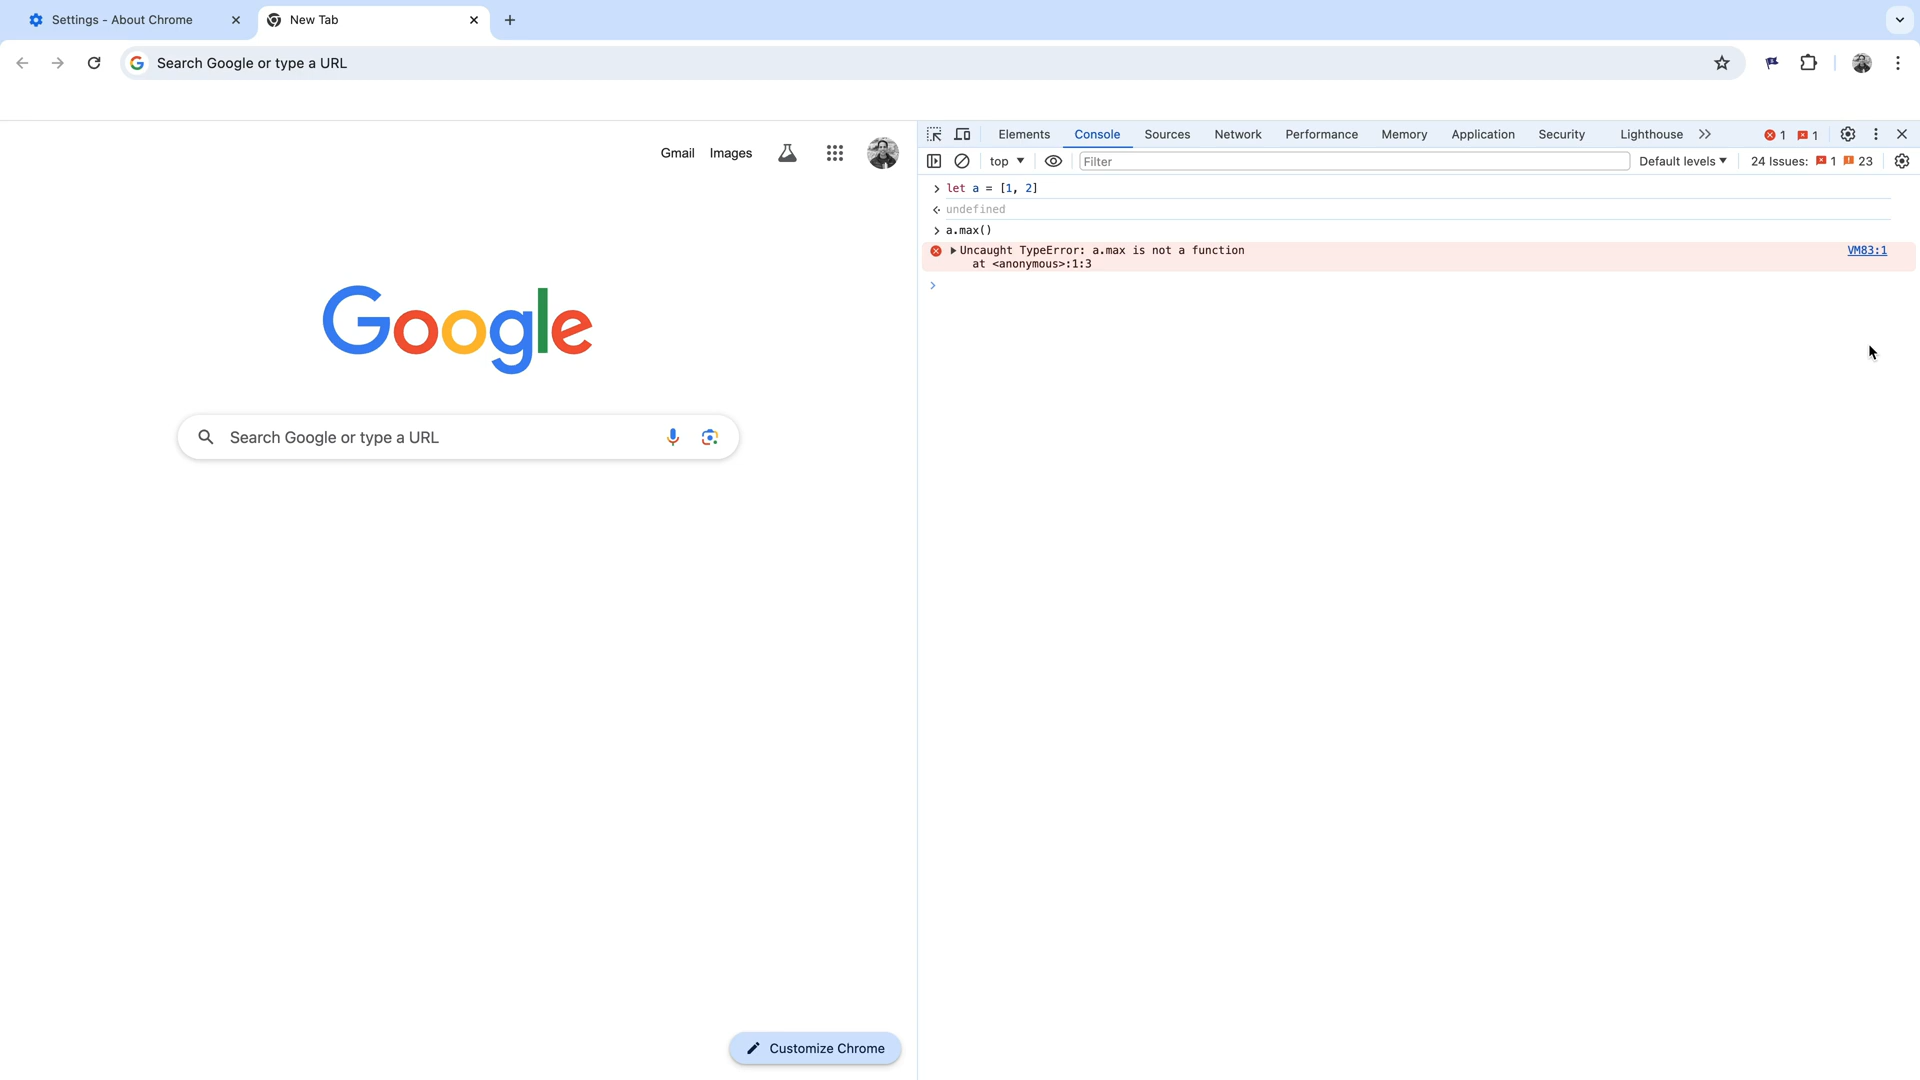 Settings - About Chrome
New Tab
Search Google or type a URL
Elements Console Sources Network Performance Memory Application Security Lighthouse 1 1
top Filter Default levels 24 Issues: 1 23
Gmail Images
let a = [1, 2]
undefined
a.max()
Uncaught TypeError: a.max is not a function VM83:1
at <anonymous>:1:3
Google
Search Google or type a URL
Customize Chrome